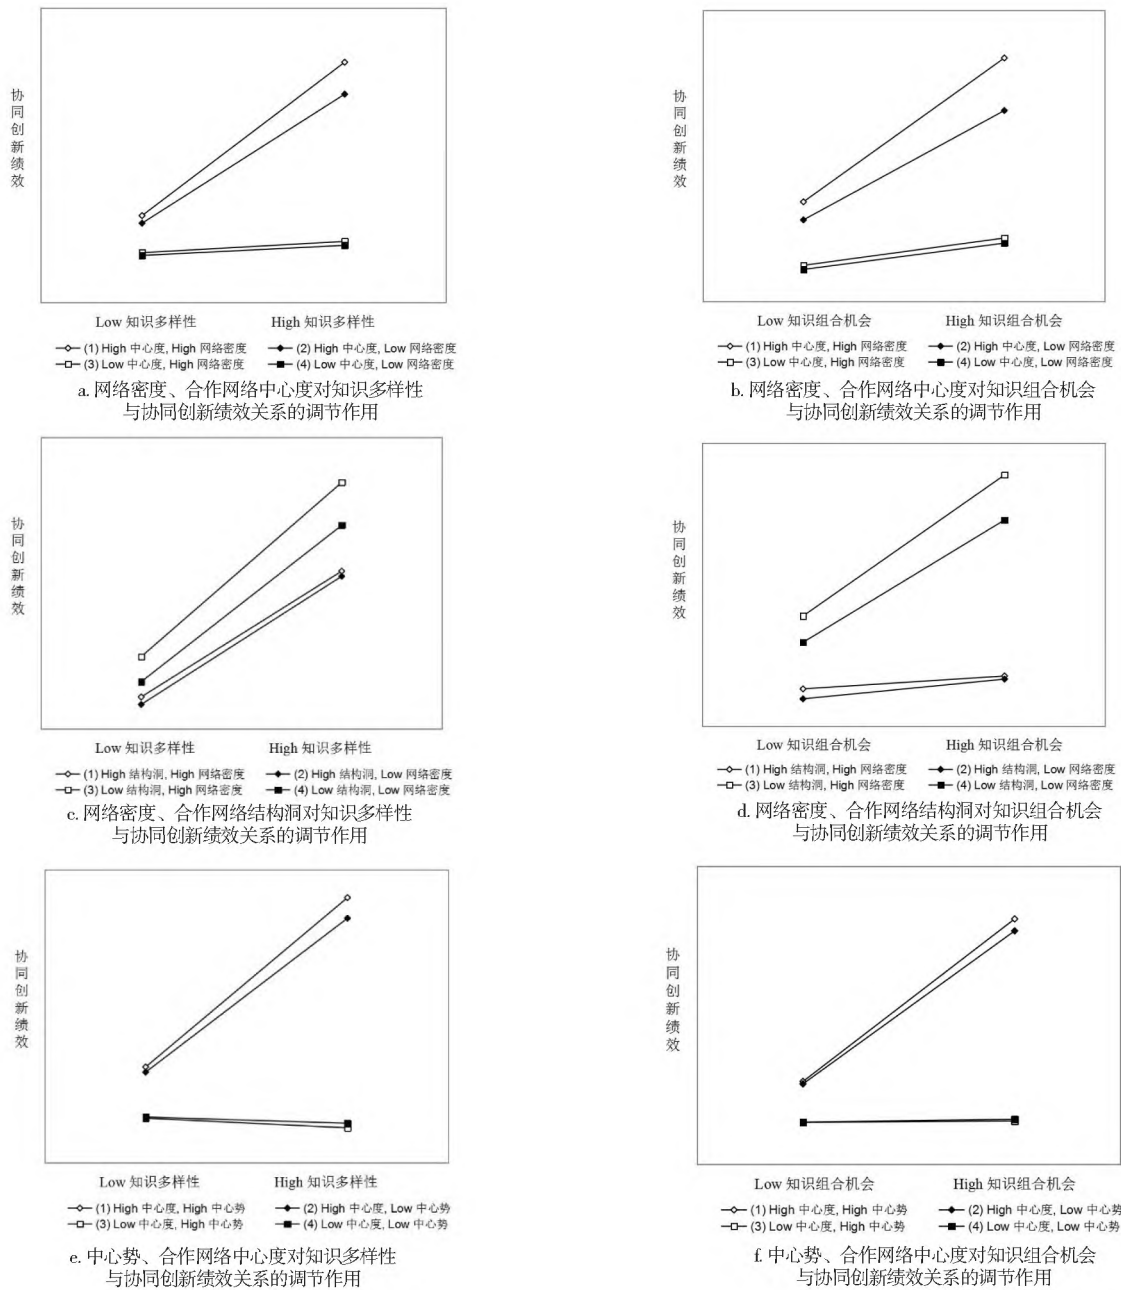 协同创新绩效
Low 知识多样性 High 知识多样性
(1) High 中心度, High 网络密度 (2) High 中心度, Low 网络密度
(3) Low 中心度, High 网络密度 (4) Low 中心度, Low 网络密度
a. 网络密度、合作网络中心度对知识多样性
与协同创新绩效关系的调节作用
协同创新绩效
Low 知识组合机会 High 知识组合机会
(1) High 中心度, High 网络密度 (2) High 中心度, Low 网络密度
(3) Low 中心度, High 网络密度 (4) Low 中心度, Low 网络密度
b. 网络密度、合作网络中心度对知识组合机会
与协同创新绩效关系的调节作用
协同创新绩效
Low 知识多样性 High 知识多样性
(1) High 结构洞, High 网络密度 (2) High 结构洞, Low 网络密度
(3) Low 结构洞, High 网络密度 (4) Low 结构洞, Low 网络密度
c. 网络密度、合作网络结构洞对知识多样性
与协同创新绩效关系的调节作用
协同创新绩效
Low 知识组合机会 High 知识组合机会
(1) High 结构洞, High 网络密度 (2) High 结构洞, Low 网络密度
(3) Low 结构洞, High 网络密度 (4) Low 结构洞, Low 网络密度
d. 网络密度、合作网络结构洞对知识组合机会
与协同创新绩效关系的调节作用
协同创新绩效
Low 知识多样性 High 知识多样性
(1) High 中心度, High 中心势 (2) High 中心度, Low 中心势
(3) Low 中心度, High 中心势 (4) Low 中心度, Low 中心势
e. 中心势、合作网络中心度对知识多样性
与协同创新绩效关系的调节作用
协同创新绩效
Low 知识组合机会 High 知识组合机会
(1) High 中心度, High 中心势 (2) High 中心度, Low 中心势
(3) Low 中心度, High 中心势 (4) Low 中心度, Low 中心势
f. 中心势、合作网络中心度对知识组合机会
与协同创新绩效关系的调节作用